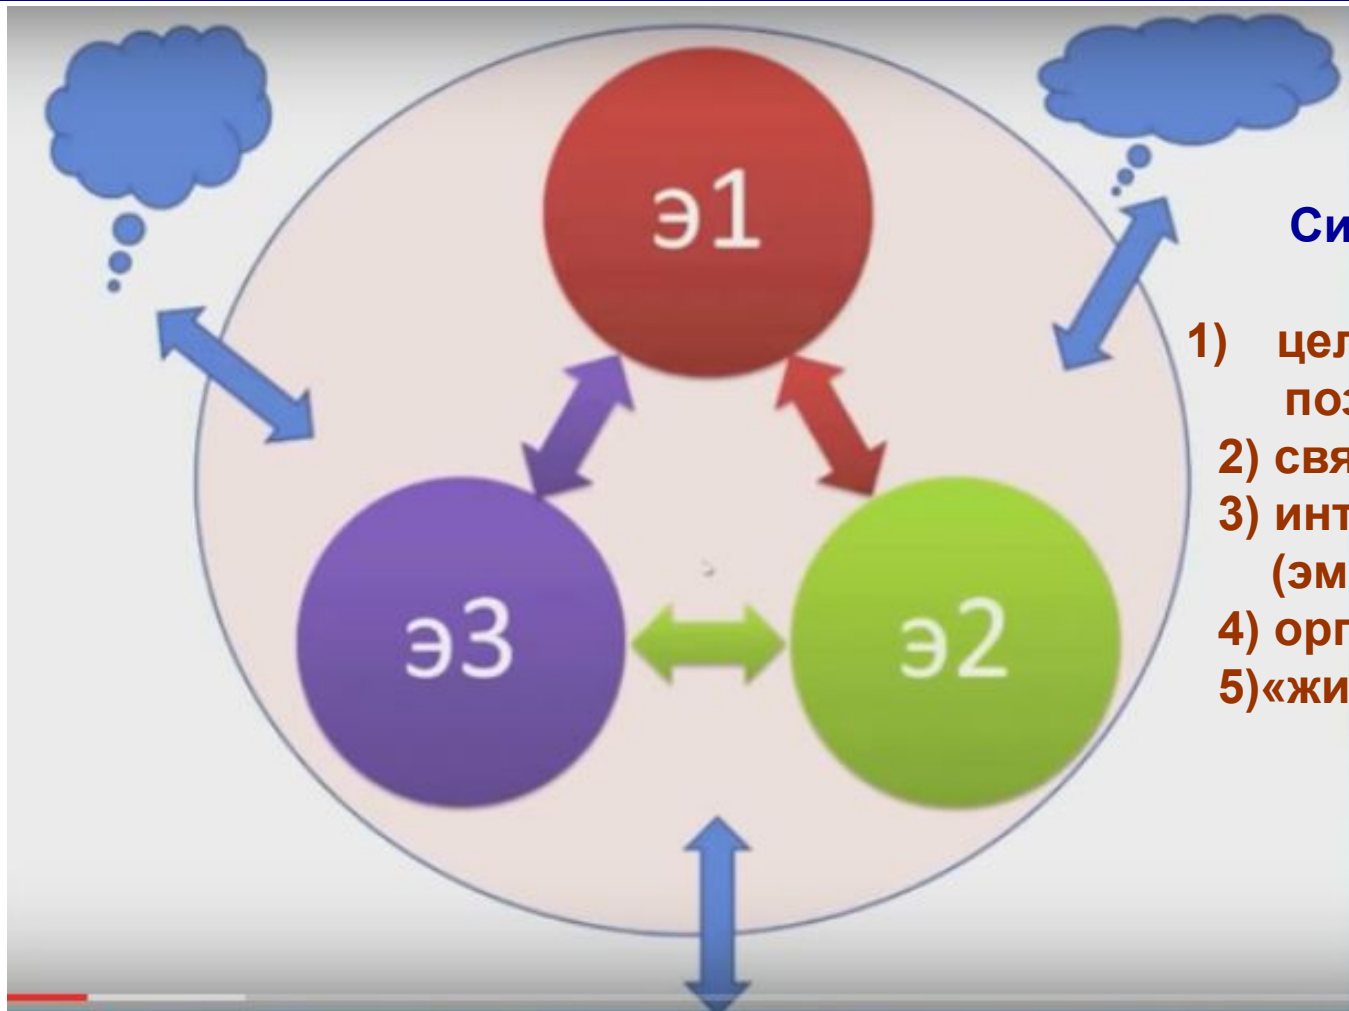 э1
э3
э2
Си
1) цел
поз
2) свя
3) инт
(эм
4) орг
5)«жи